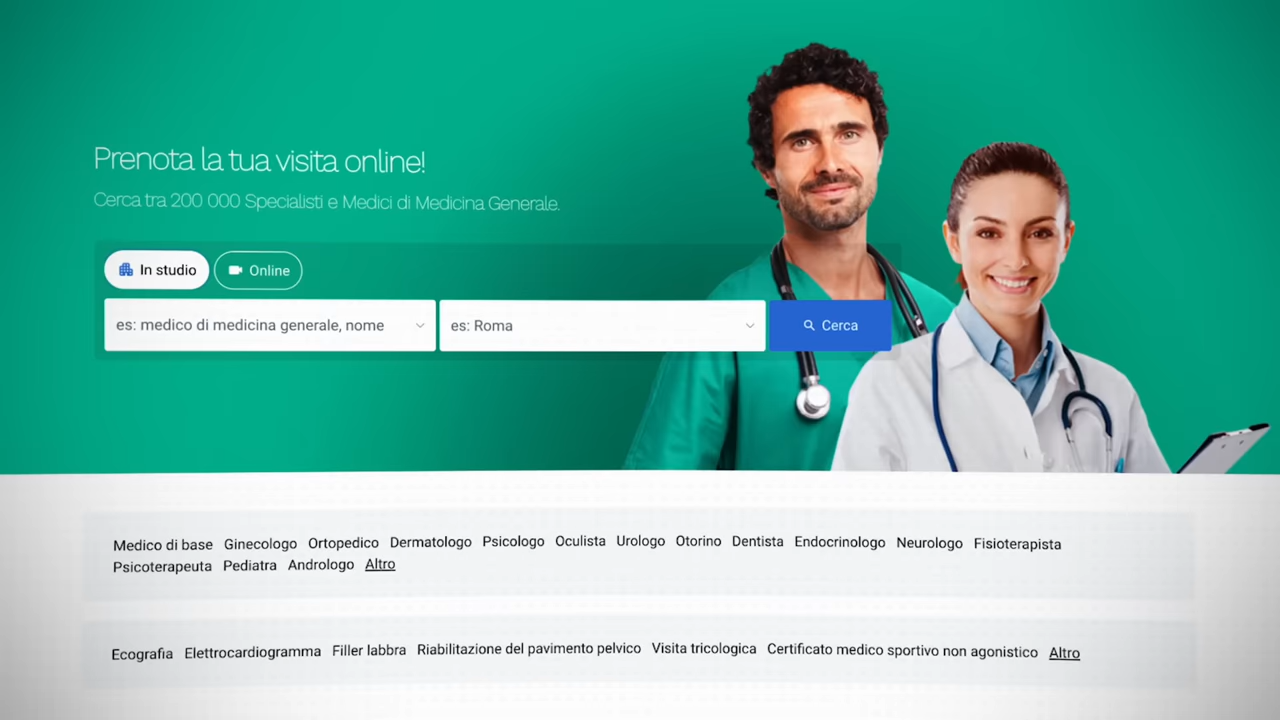 Prenota la tua visita online!
Cerca tra 200 000 Specialisti e Medici di Medicina Generale.
In studio Online
es: medico di medicina generale, nome es: Roma Cerca
Medico di base Ginecologo Ortopedico Dermatologo Psicologo Oculista Urologo Otorino Dentista Endocrinologo Neurologo Fisioterapista
Psicoterapeuta Pediatra Andrologo Altro
Ecografia Elettrocardiogramma Filler labbra Riabilitazione del pavimento pelvico Visita tricologica Certificato medico sportivo non agonistico Altro